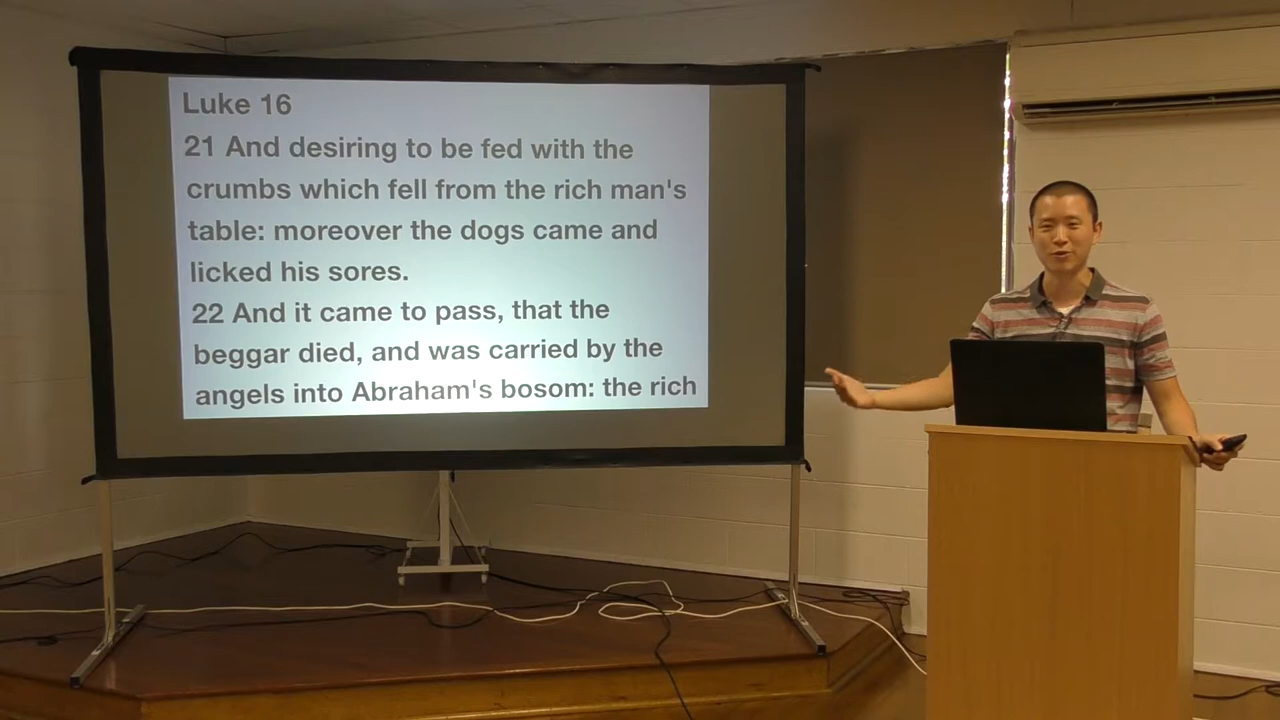 Luke 16
21 And desiring to be fed with the
crumbs which fell from the rich man's
table: moreover the dogs came and
licked his sores.
22 And it came to pass, that the
beggar died, and was carried by the
angels into Abraham's bosom: the rich